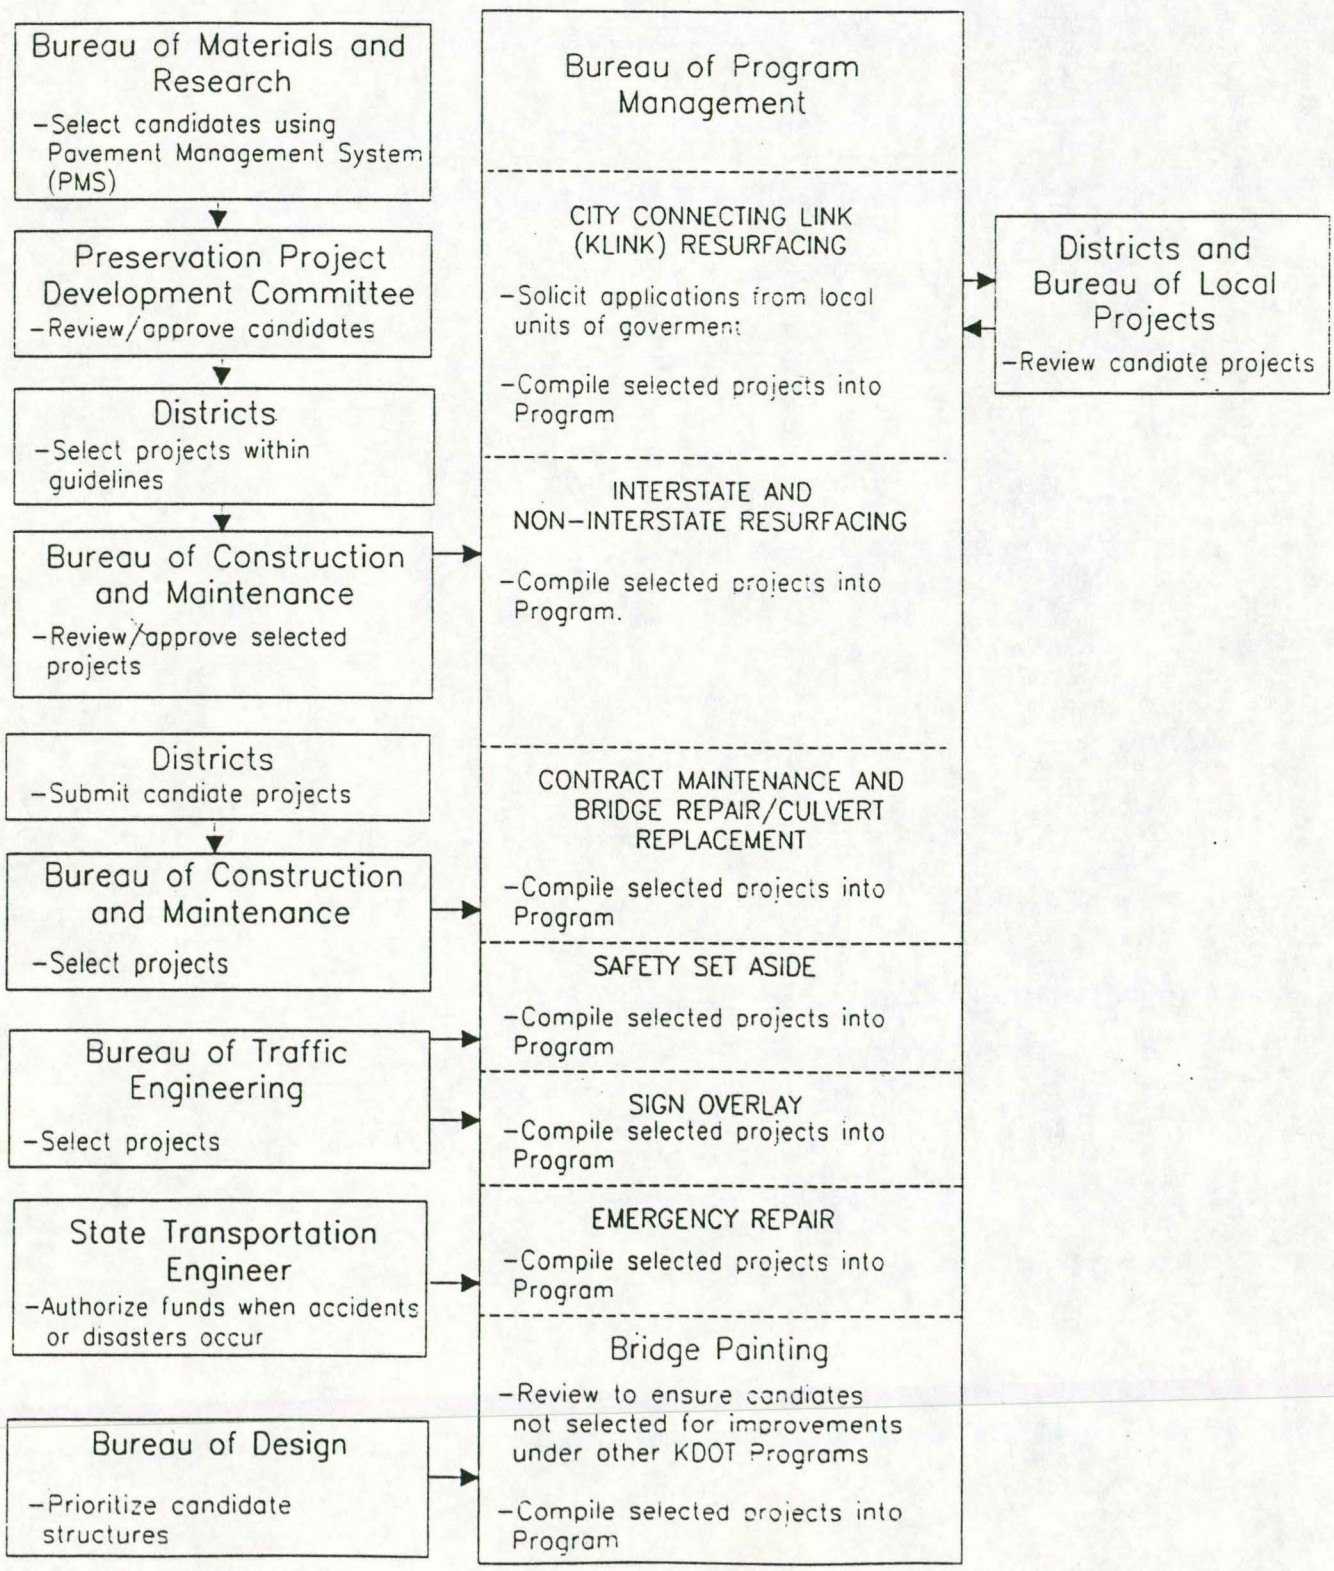 Bureau of Materials and
Research
-Select candidates using
Pavement Management System
(PMS)
Preservation Project
Development Committee
-Review/approve candidates
Districts
-Select projects within
guidelines
Bureau of Construction
and Maintenance
-Review/approve selected
projects
Districts
-Submit candiate projects
Bureau of Construction
and Maintenance
-Select projects
Bureau of Traffic
Engineering
-Select projects
State Transportation
Engineer
-Authorize funds when accidents
or disasters occur
Bureau of Design
-Prioritize candidate
structures
Bureau of Program
Management
CITY CONNECTING LINK
(KLINK) RESURFACING
-Solicit applications from local
units of goverment
-Compile selected projects into
Program
INTERSTATE AND
NON-INTERSTATE RESURFACING
-Compile selected projects into
Program.
CONTRACT MAINTENANCE AND
BRIDGE REPAIR/CULVERT
REPLACEMENT
-Compile selected projects into
Program
SAFETY SET ASIDE
-Compile selected projects into
Program
SIGN OVERLAY
-Compile selected projects into
Program
EMERGENCY REPAIR
-Compile selected projects into
Program
Bridge Painting
-Review to ensure candiates
not selected for improvements
under other KDOT Programs
-Compile selected projects into
Program
Districts and
Bureau of Local
Projects
-Review candiate projects